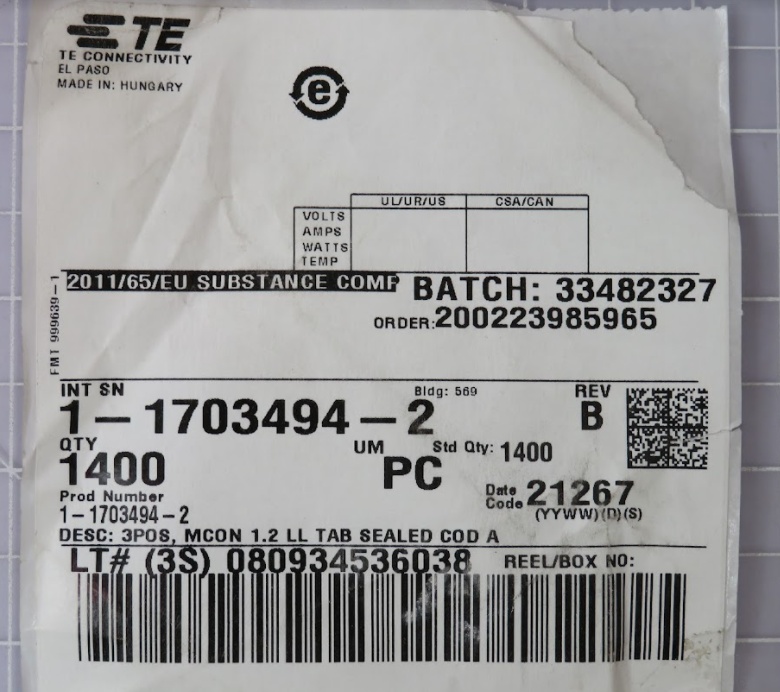 TE
TE CONNECTIVITY
EL PASO
MADE IN: HUNGARY
e
UL/UR/US CSA/CAN
VOLTS
AMPS
WATTS
TEMP
2011/65/EU SUBSTANCE COMP
BATCH: 33482327
ORDER:200223985965
FMT 999639-1
INT SN Bldg: 569 REV
1-1703494-2 B
QTY UM Std Qty: 1400
1400 PC
Prod Number Date Code 21267
1-1703494-2 (YYWW)(D)(S)
DESC: 3POS, MCON 1.2 LL TAB SEALED COD A
LT# (3S) 080934536038 REEL/BOX NO: